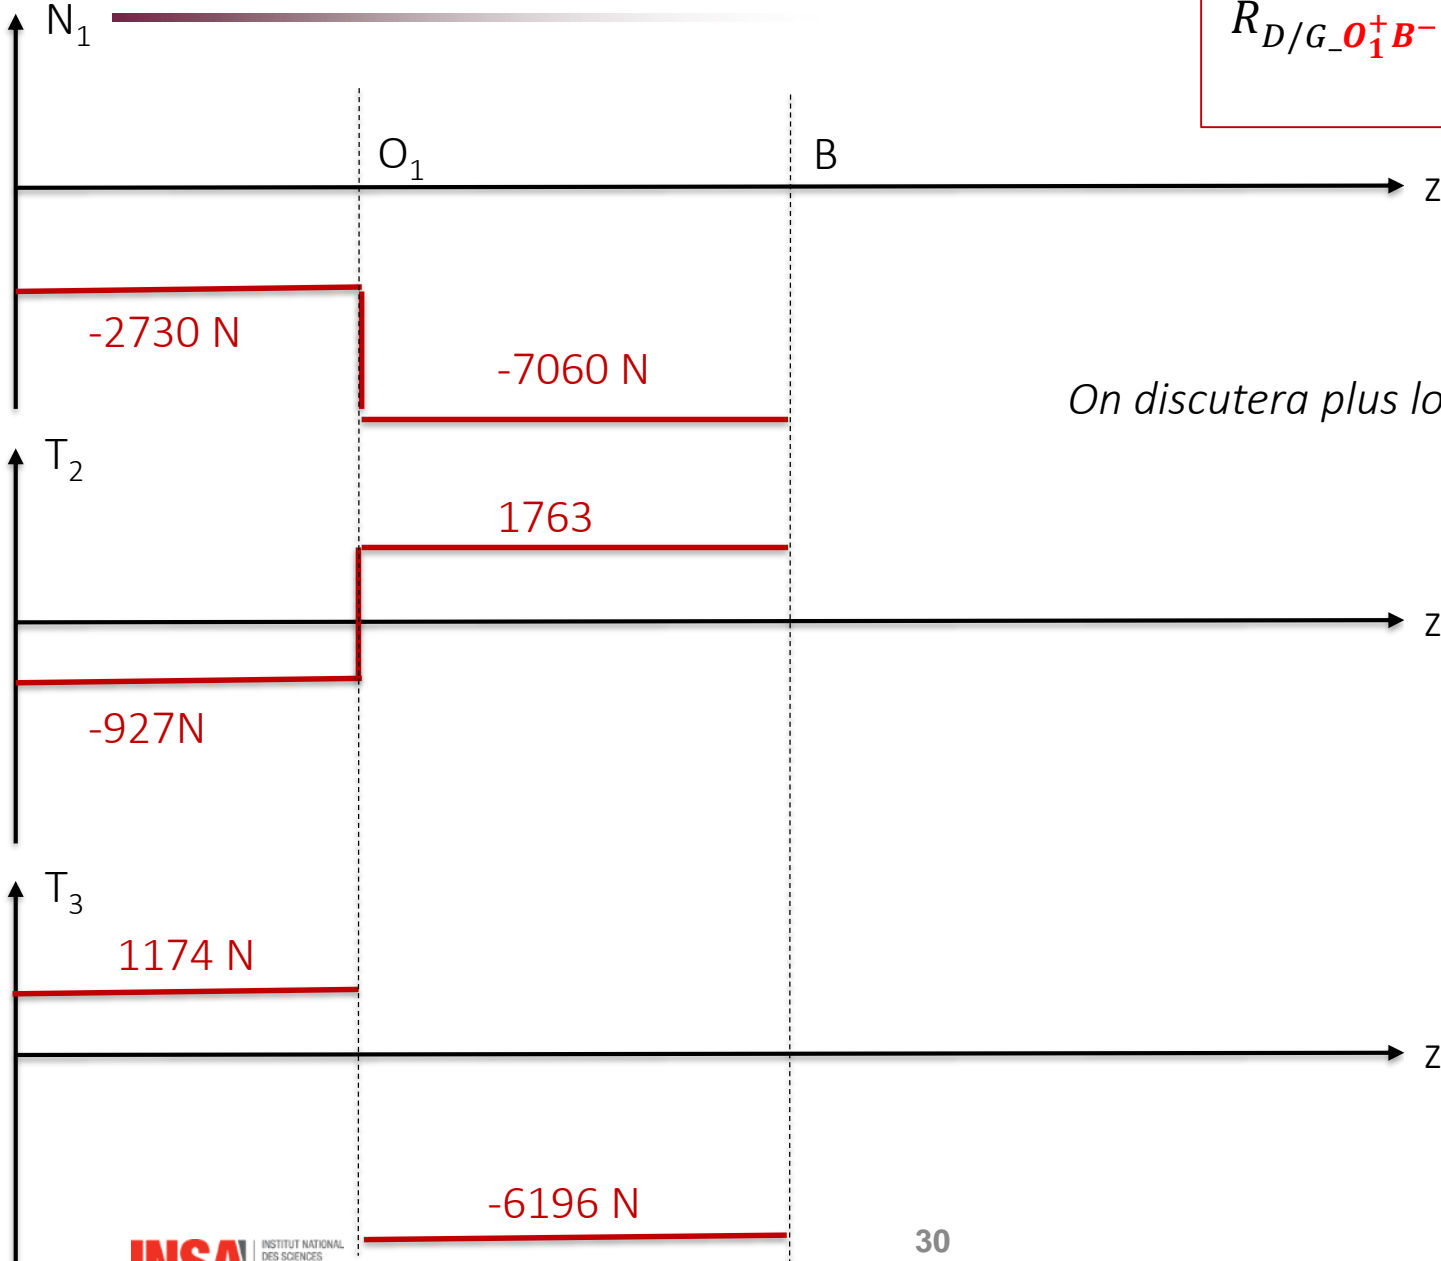 N₁
R_{D/G_O₁⁺B⁻}
O₁
B
z
-2730 N
-7060 N
On discutera plus lo
T₂
1763
z
-927N
T₃
1174 N
z
-6196 N
INSA
INSTITUT NATIONAL
DES SCIENCES
30